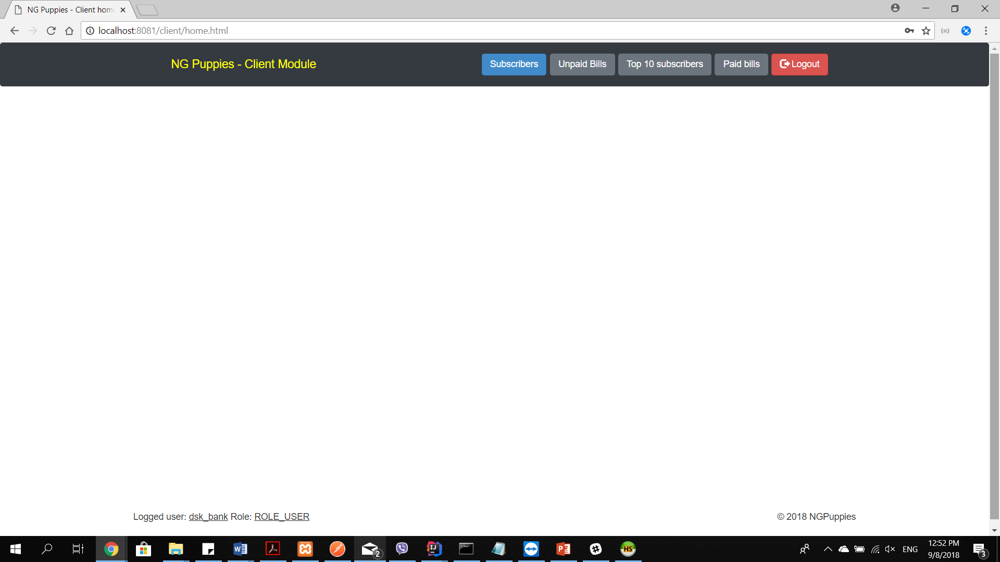 NG Puppies - Client hom
localhost:8081/client/home.html
NG Puppies - Client Module
Subscribers
Unpaid Bills
Top 10 subscribers
Paid bills
Logout
Logged user: dsk_bank Role: ROLE_USER
© 2018 NGPuppies
2
HS
ENG
12:52 PM
9/8/2018
3